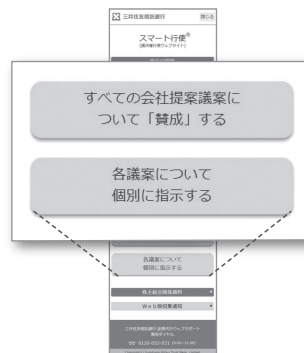 三井住友信託銀行
閉じる
スマート行使®
すべての会社提案議案に
ついて「賛成」する
各議案について
個別に指示する
各議案について
個別に指示する
株主総会関係資料
Web株招集通知
三井住友信託銀行 証券代行ウェブサポート
専用ダイヤル
0120-652-031